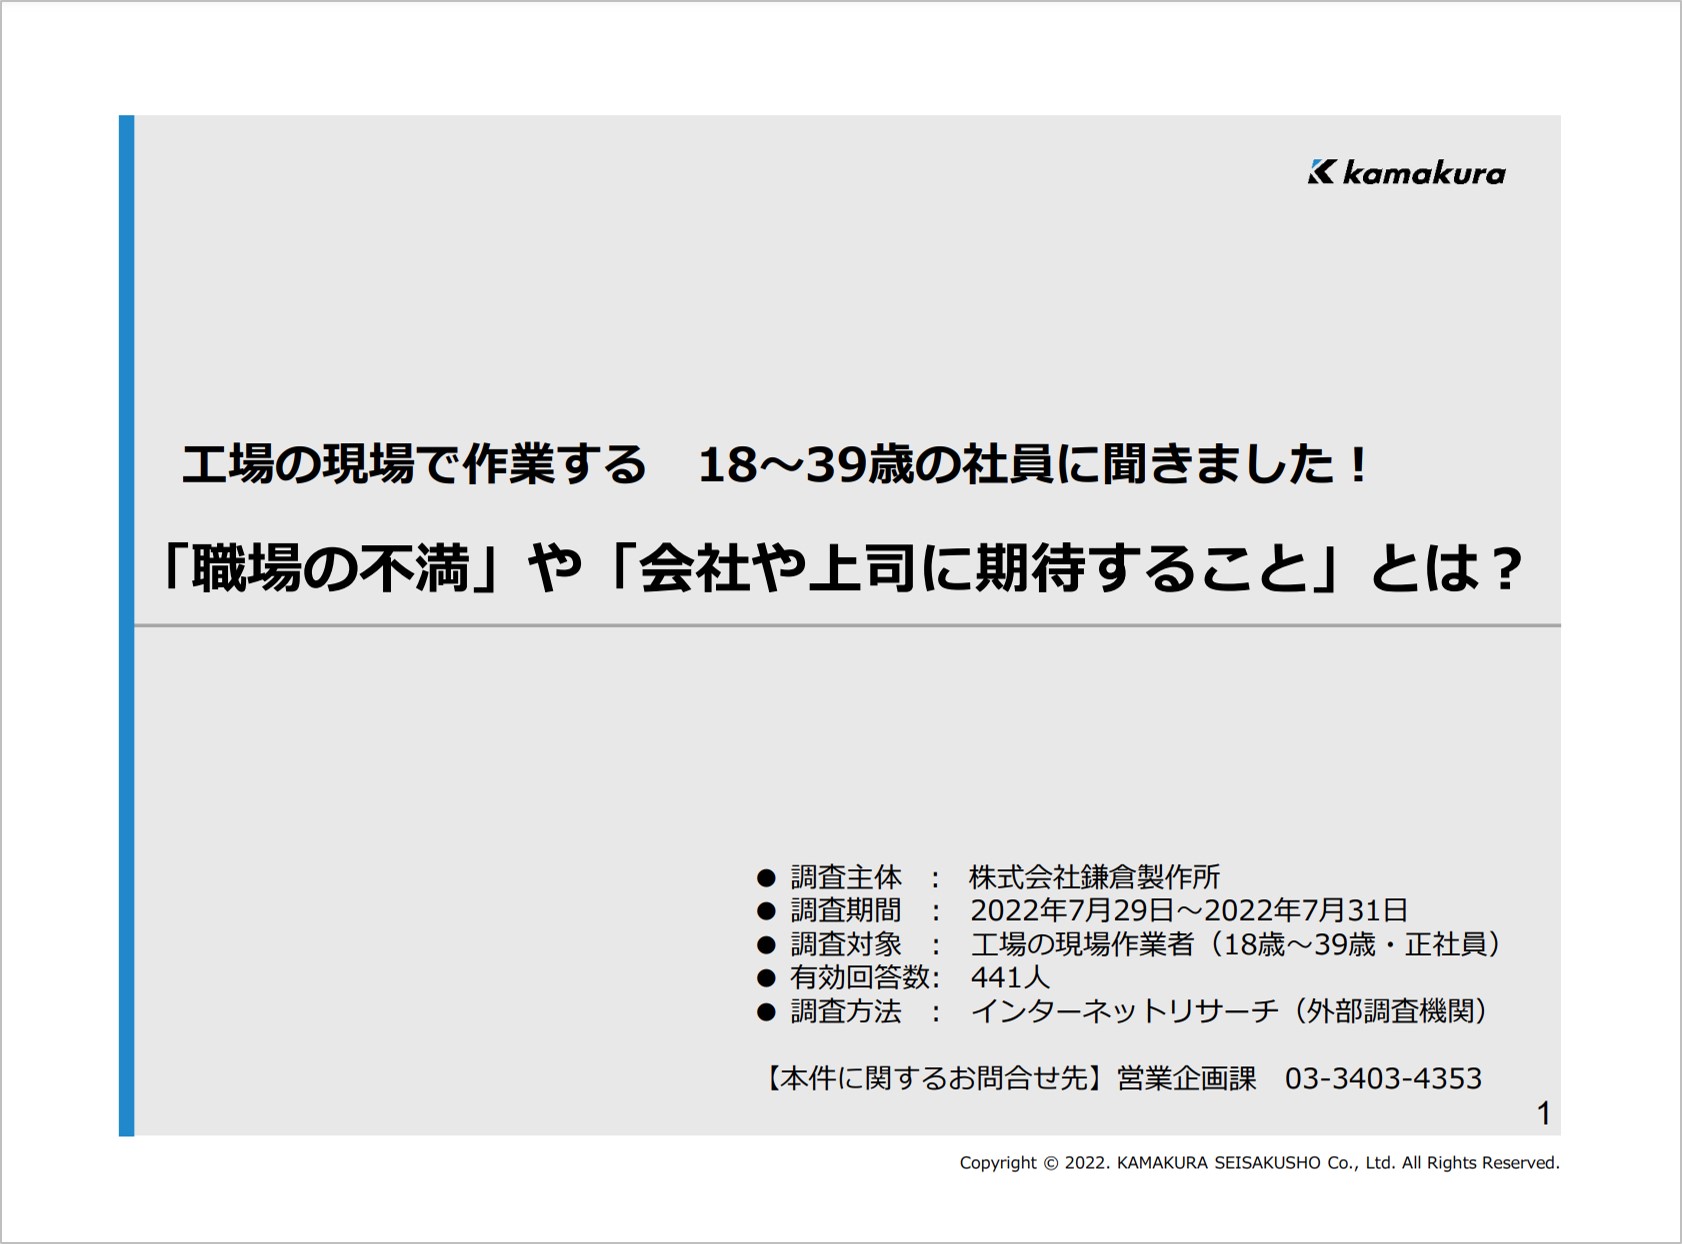 kamakura
工場の現場で作業する　18～39歳の社員に聞きました！
「職場の不満」や「会社や上司に期待すること」とは？
● 調査主体　：　株式会社鎌倉製作所
● 調査期間　：　2022年7月29日～2022年7月31日
● 調査対象　：　工場の現場作業者（18歳～39歳・正社員）
● 有効回答数：　441人
● 調査方法　：　インターネットリサーチ（外部調査機関）
【本件に関するお問合せ先】営業企画課　03-3403-4353
1
Copyright © 2022. KAMAKURA SEISAKUSHO Co., Ltd. All Rights Reserved.